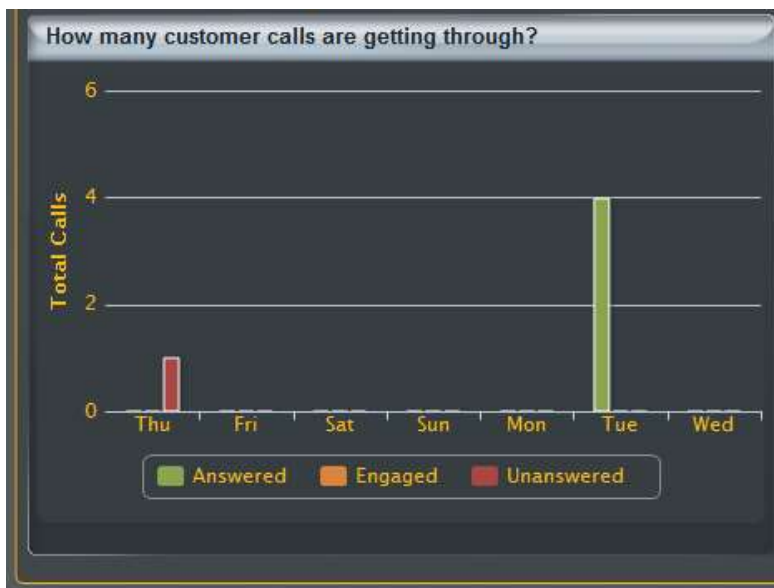 How many customer calls are getting through?
6
4
2
0
Total Calls
Thu Fri Sat Sun Mon Tue Wed
Answered Engaged Unanswered